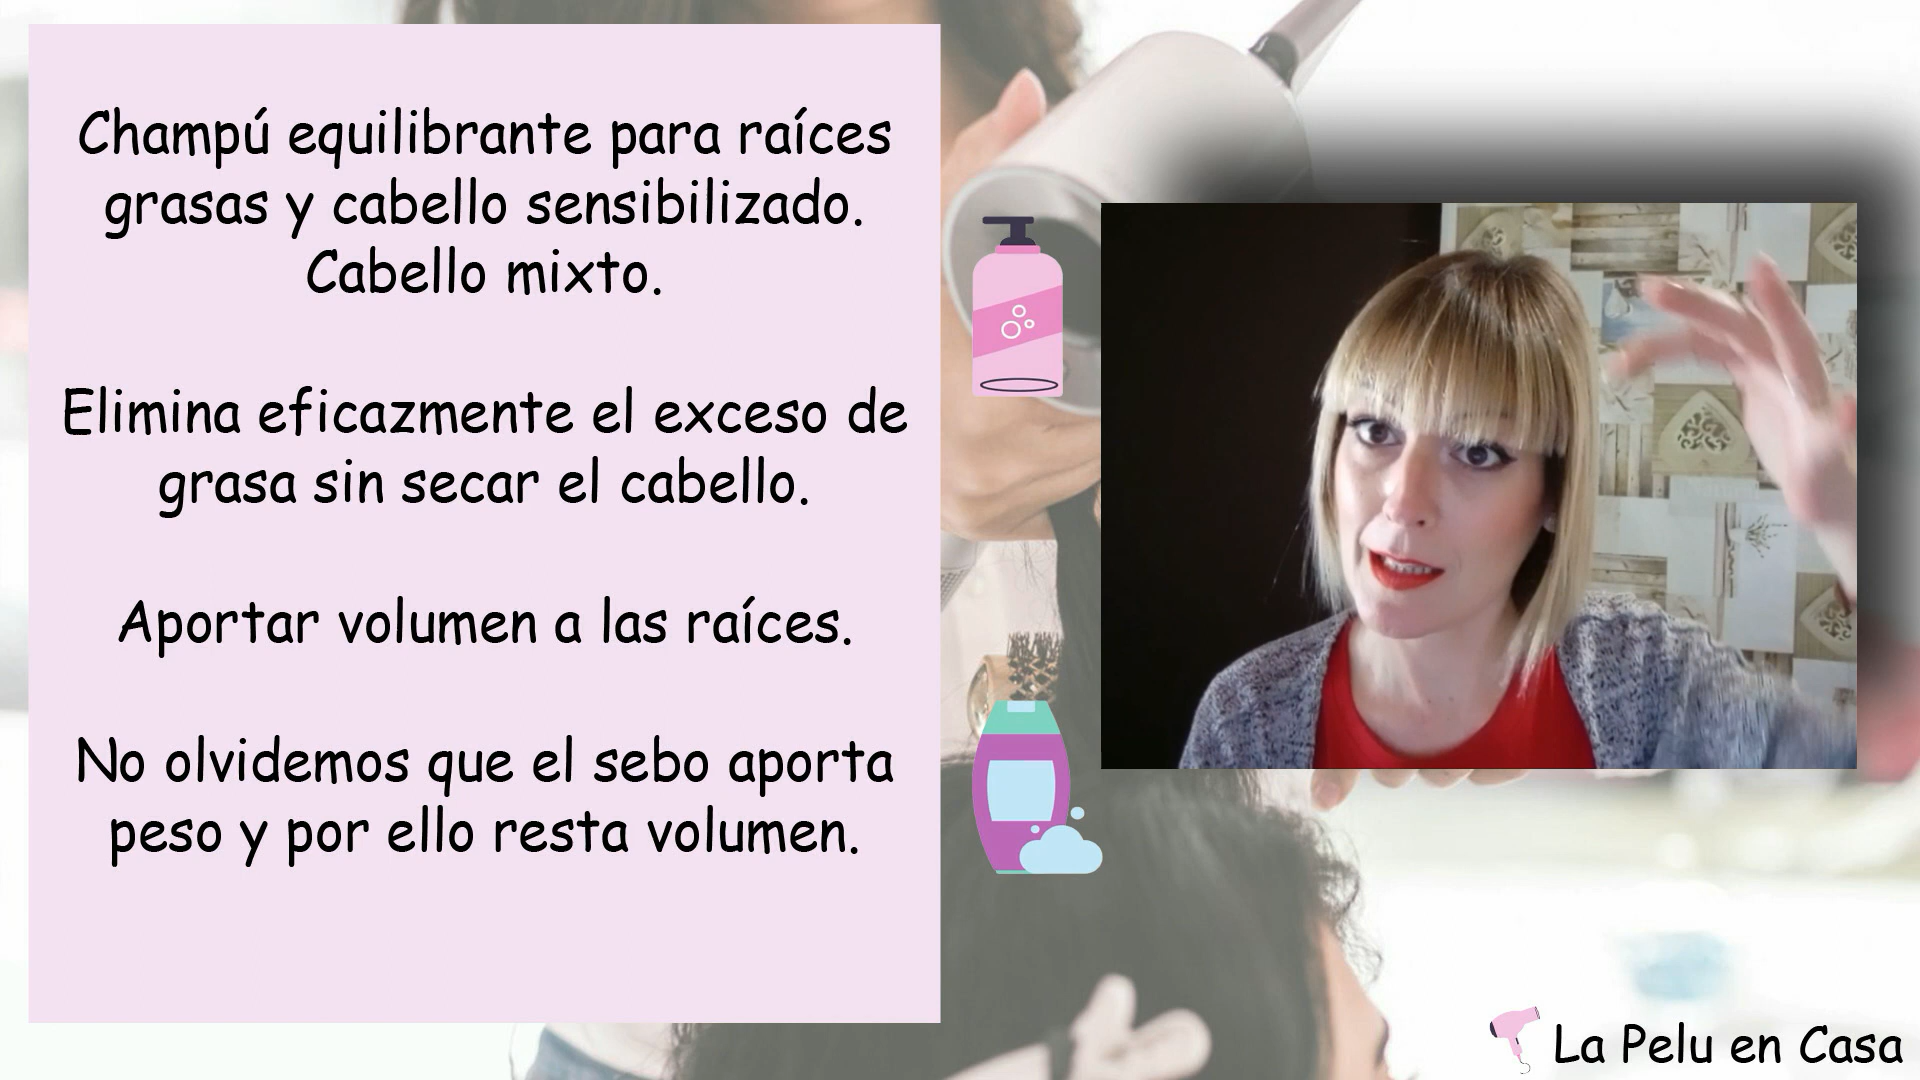 Champú equilibrante para raíces
grasas y cabello sensibilizado.
Cabello mixto.
Elimina eficazmente el exceso de
grasa sin secar el cabello.
Aportar volumen a las raíces.
No olvidemos que el sebo aporta
peso y por ello resta volumen.
La Pelu en Casa